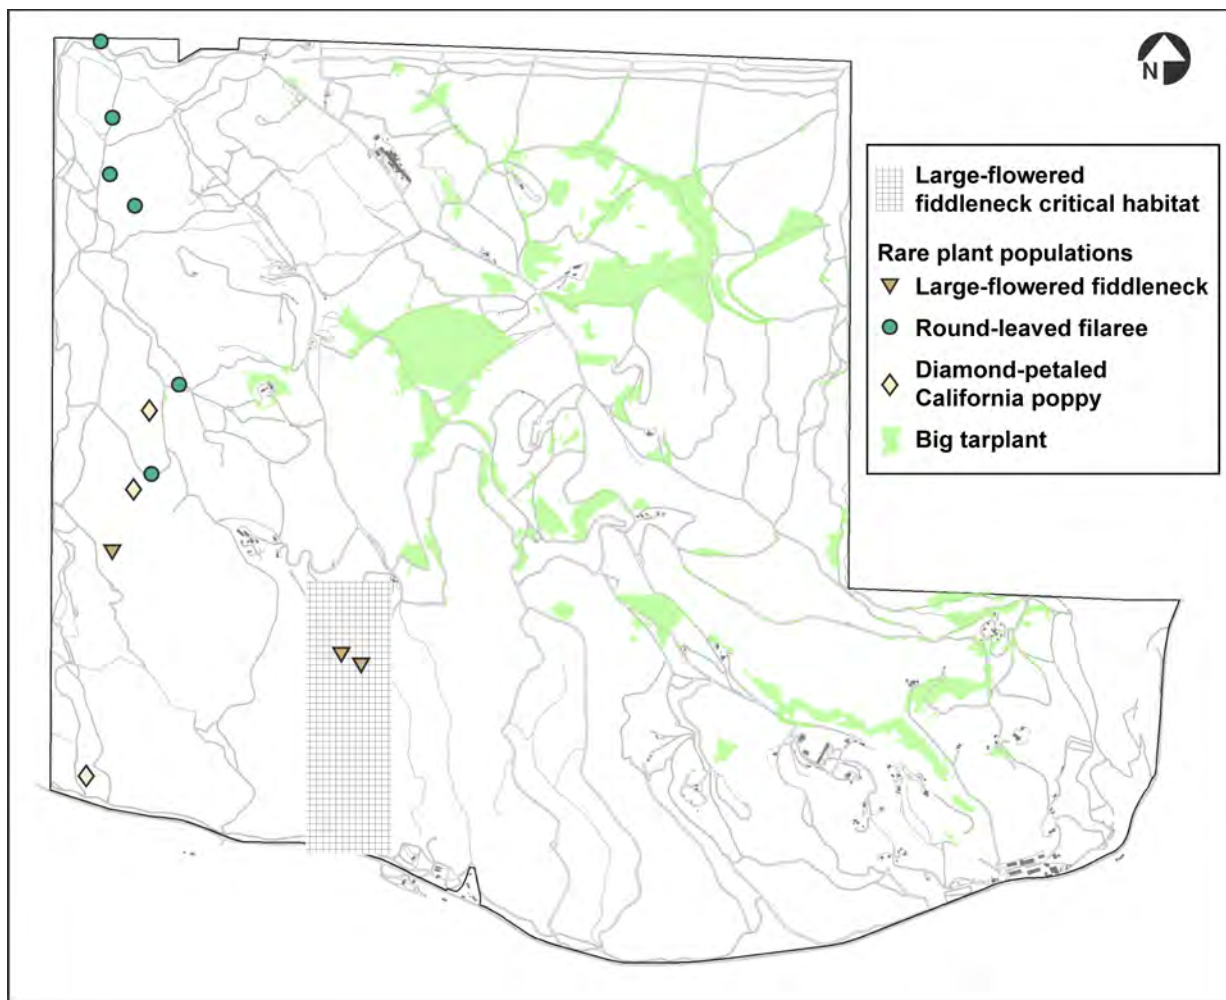 N
Large-flowered
fiddleneck critical habitat
Rare plant populations
Large-flowered fiddleneck
Round-leaved filaree
Diamond-petaled
California poppy
Big tarplant